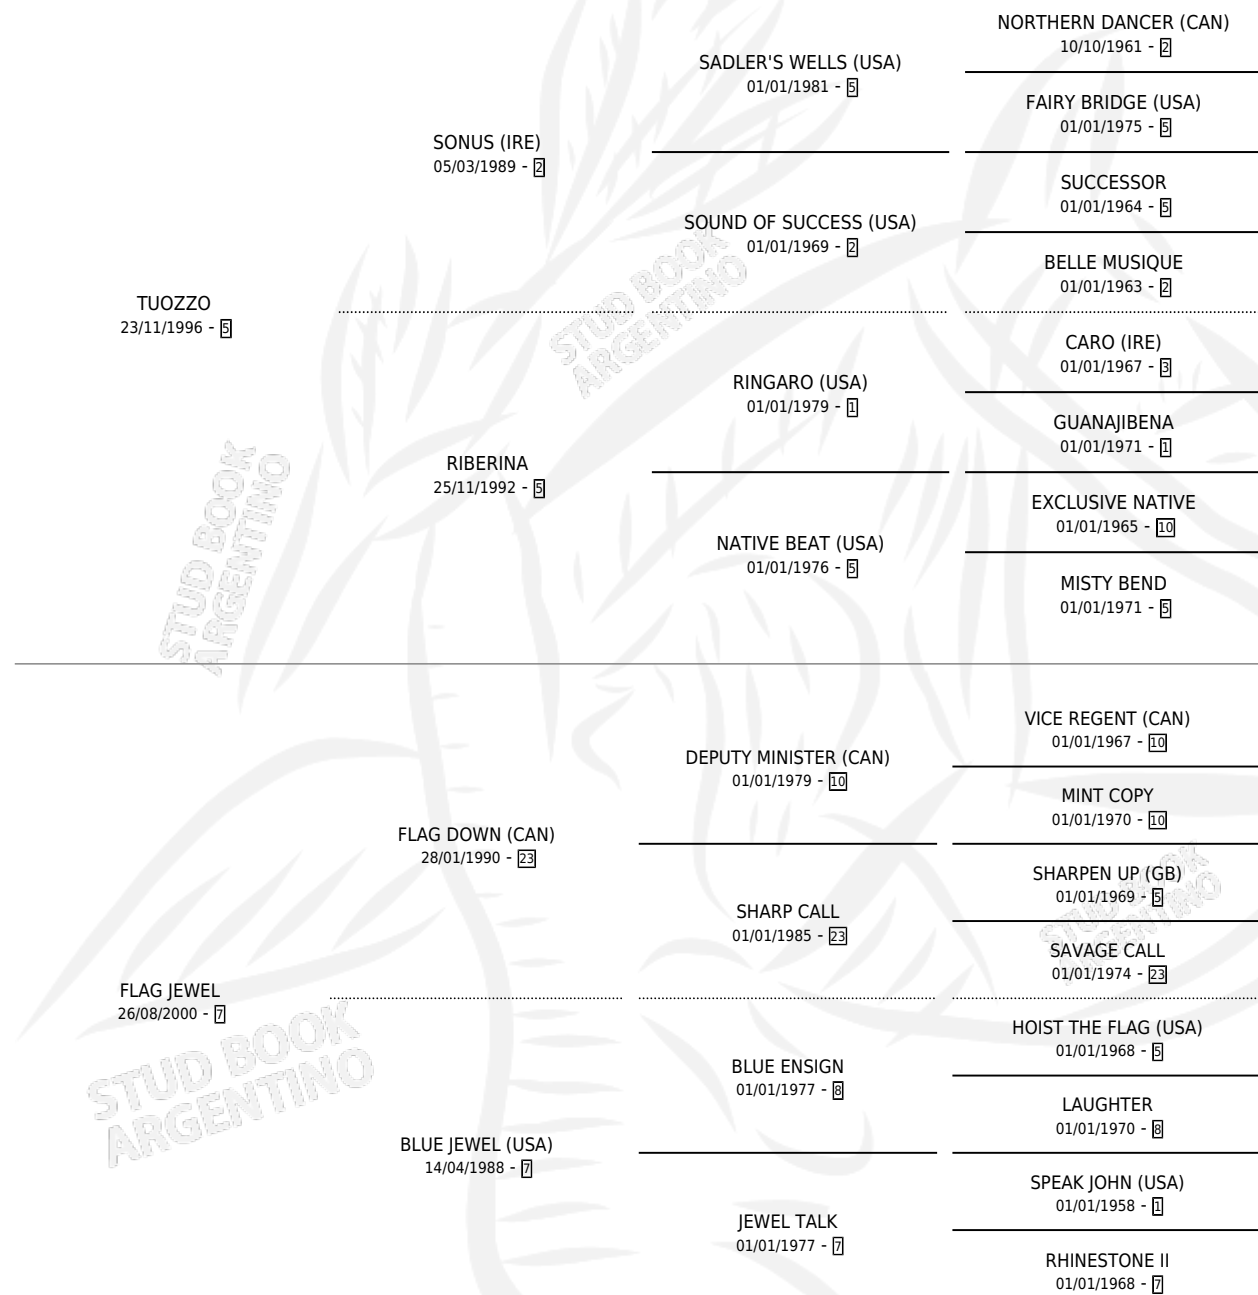 NORTHERN DANCER (CAN)
10/10/1961 - 2
SADLER'S WELLS (USA)
01/01/1981 - 5
FAIRY BRIDGE (USA)
01/01/1975 - 5
SONUS (IRE)
05/03/1989 - 2
SUCCESSOR
01/01/1964 - 5
SOUND OF SUCCESS (USA)
01/01/1969 - 2
BELLE MUSIQUE
01/01/1963 - 2
TUOZZO
23/11/1996 - 5
STUD BOOK
ARGENTINO
CARO (IRE)
01/01/1967 - 3
RINGARO (USA)
01/01/1979 - 1
GUANAJIBENA
01/01/1971 - 1
RIBERINA
25/11/1992 - 5
EXCLUSIVE NATIVE
01/01/1965 - 10
NATIVE BEAT (USA)
01/01/1976 - 5
MISTY BEND
01/01/1971 - 5
STUD BOOK
ARGENTINO
VICE REGENT (CAN)
01/01/1967 - 10
DEPUTY MINISTER (CAN)
01/01/1979 - 10
MINT COPY
01/01/1970 - 10
FLAG DOWN (CAN)
28/01/1990 - 23
SHARPEN UP (GB)
01/01/1969 - 5
SHARP CALL
01/01/1985 - 23
SAVAGE CALL
01/01/1974 - 23
STUD BOOK
ARGENTINO
FLAG JEWEL
26/08/2000 - 7
HOIST THE FLAG (USA)
01/01/1968 - 5
BLUE ENSIGN
01/01/1977 - 8
LAUGHTER
01/01/1970 - 8
STUD BOOK
ARGENTINO
BLUE JEWEL (USA)
14/04/1988 - 7
SPEAK JOHN (USA)
01/01/1958 - 1
JEWEL TALK
01/01/1977 - 7
RHINESTONE II
01/01/1968 - 7